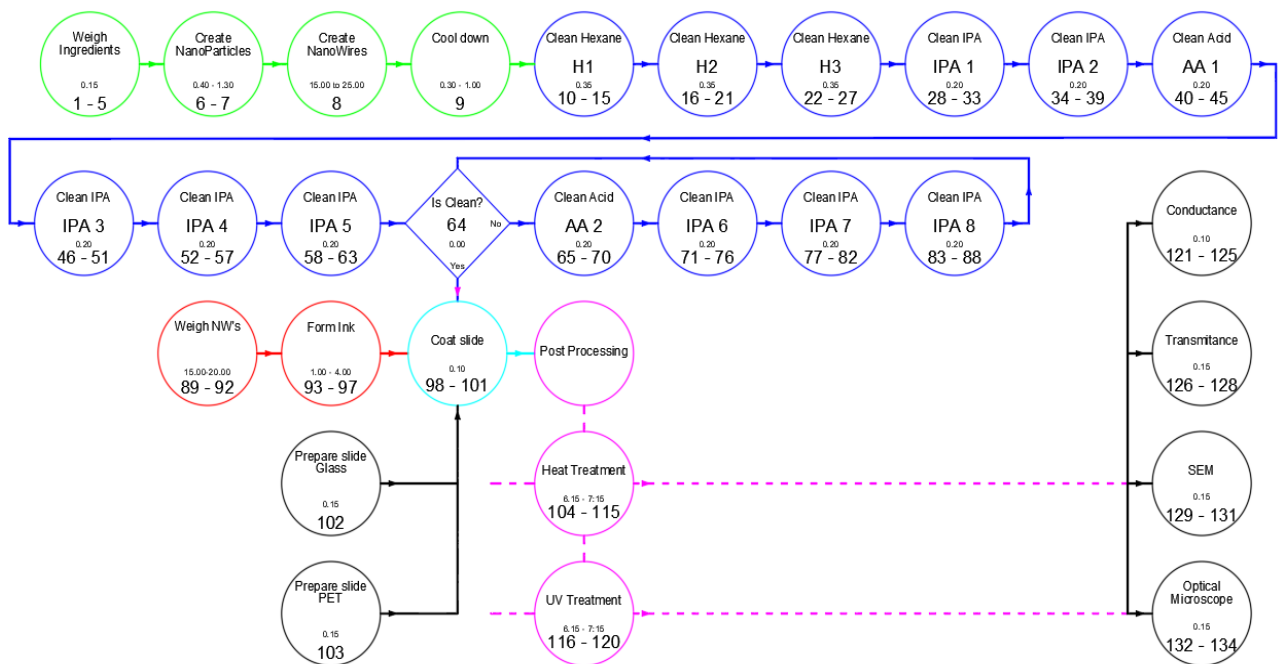 Weigh
Ingredients
0.15
1 - 5
Create
NanoParticles
0.40 - 1.30
6 - 7
Create
NanoWires
15.00 to 25.00
8
Cool down
0.30 - 1.00
9
Clean Hexane
H1
0.35
10 - 15
Clean Hexane
H2
0.35
16 - 21
Clean Hexane
H3
0.35
22 - 27
Clean IPA
IPA 1
0.20
28 - 33
Clean IPA
IPA 2
0.20
34 - 39
Clean Acid
AA 1
0.20
40 - 45
Clean IPA
IPA 3
0.20
46 - 51
Clean IPA
IPA 4
0.20
52 - 57
Clean IPA
IPA 5
0.20
58 - 63
Is Clean?
64
No
0.00
Yes
Clean Acid
AA 2
0.20
65 - 70
Clean IPA
IPA 6
0.20
71 - 76
Clean IPA
IPA 7
0.20
77 - 82
Clean IPA
IPA 8
0.20
83 - 88
Conductance
0.10
121 - 125
Weigh NW's
15.00-20.00
89 - 92
Form Ink
1.00 - 4.00
93 - 97
Coat slide
0.10
98 - 101
Post Processing
Transmitance
0.15
126 - 128
Prepare slide
Glass
0.15
102
Heat Treatment
6.15 - 7:15
104 - 115
SEM
0.15
129 - 131
Prepare slide
PET
0.15
103
UV Treatment
6.15 - 7:15
116 - 120
Optical
Microscope
0.15
132 - 134